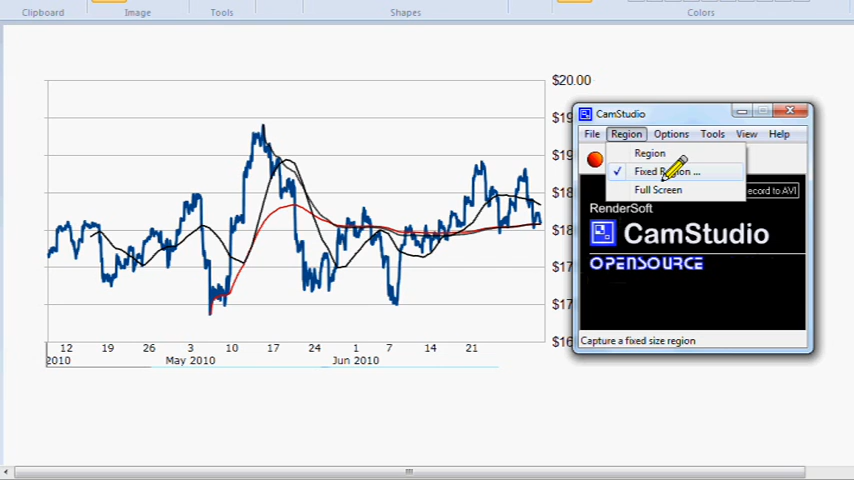 Clipboard Image Tools Shapes Colors
$20.00
CamStudio
File Region Options Tools View Help
Region
Fixed Region ...
Full Screen
ecord to AVI
RenderSoft
CamStudio
OPENSOURCE
Capture a fixed size region
$19
$19
$18
$18
$17
$17
$16
12 19 26 3 10 17 24 1 7 14 21
2010 May 2010 Jun 2010